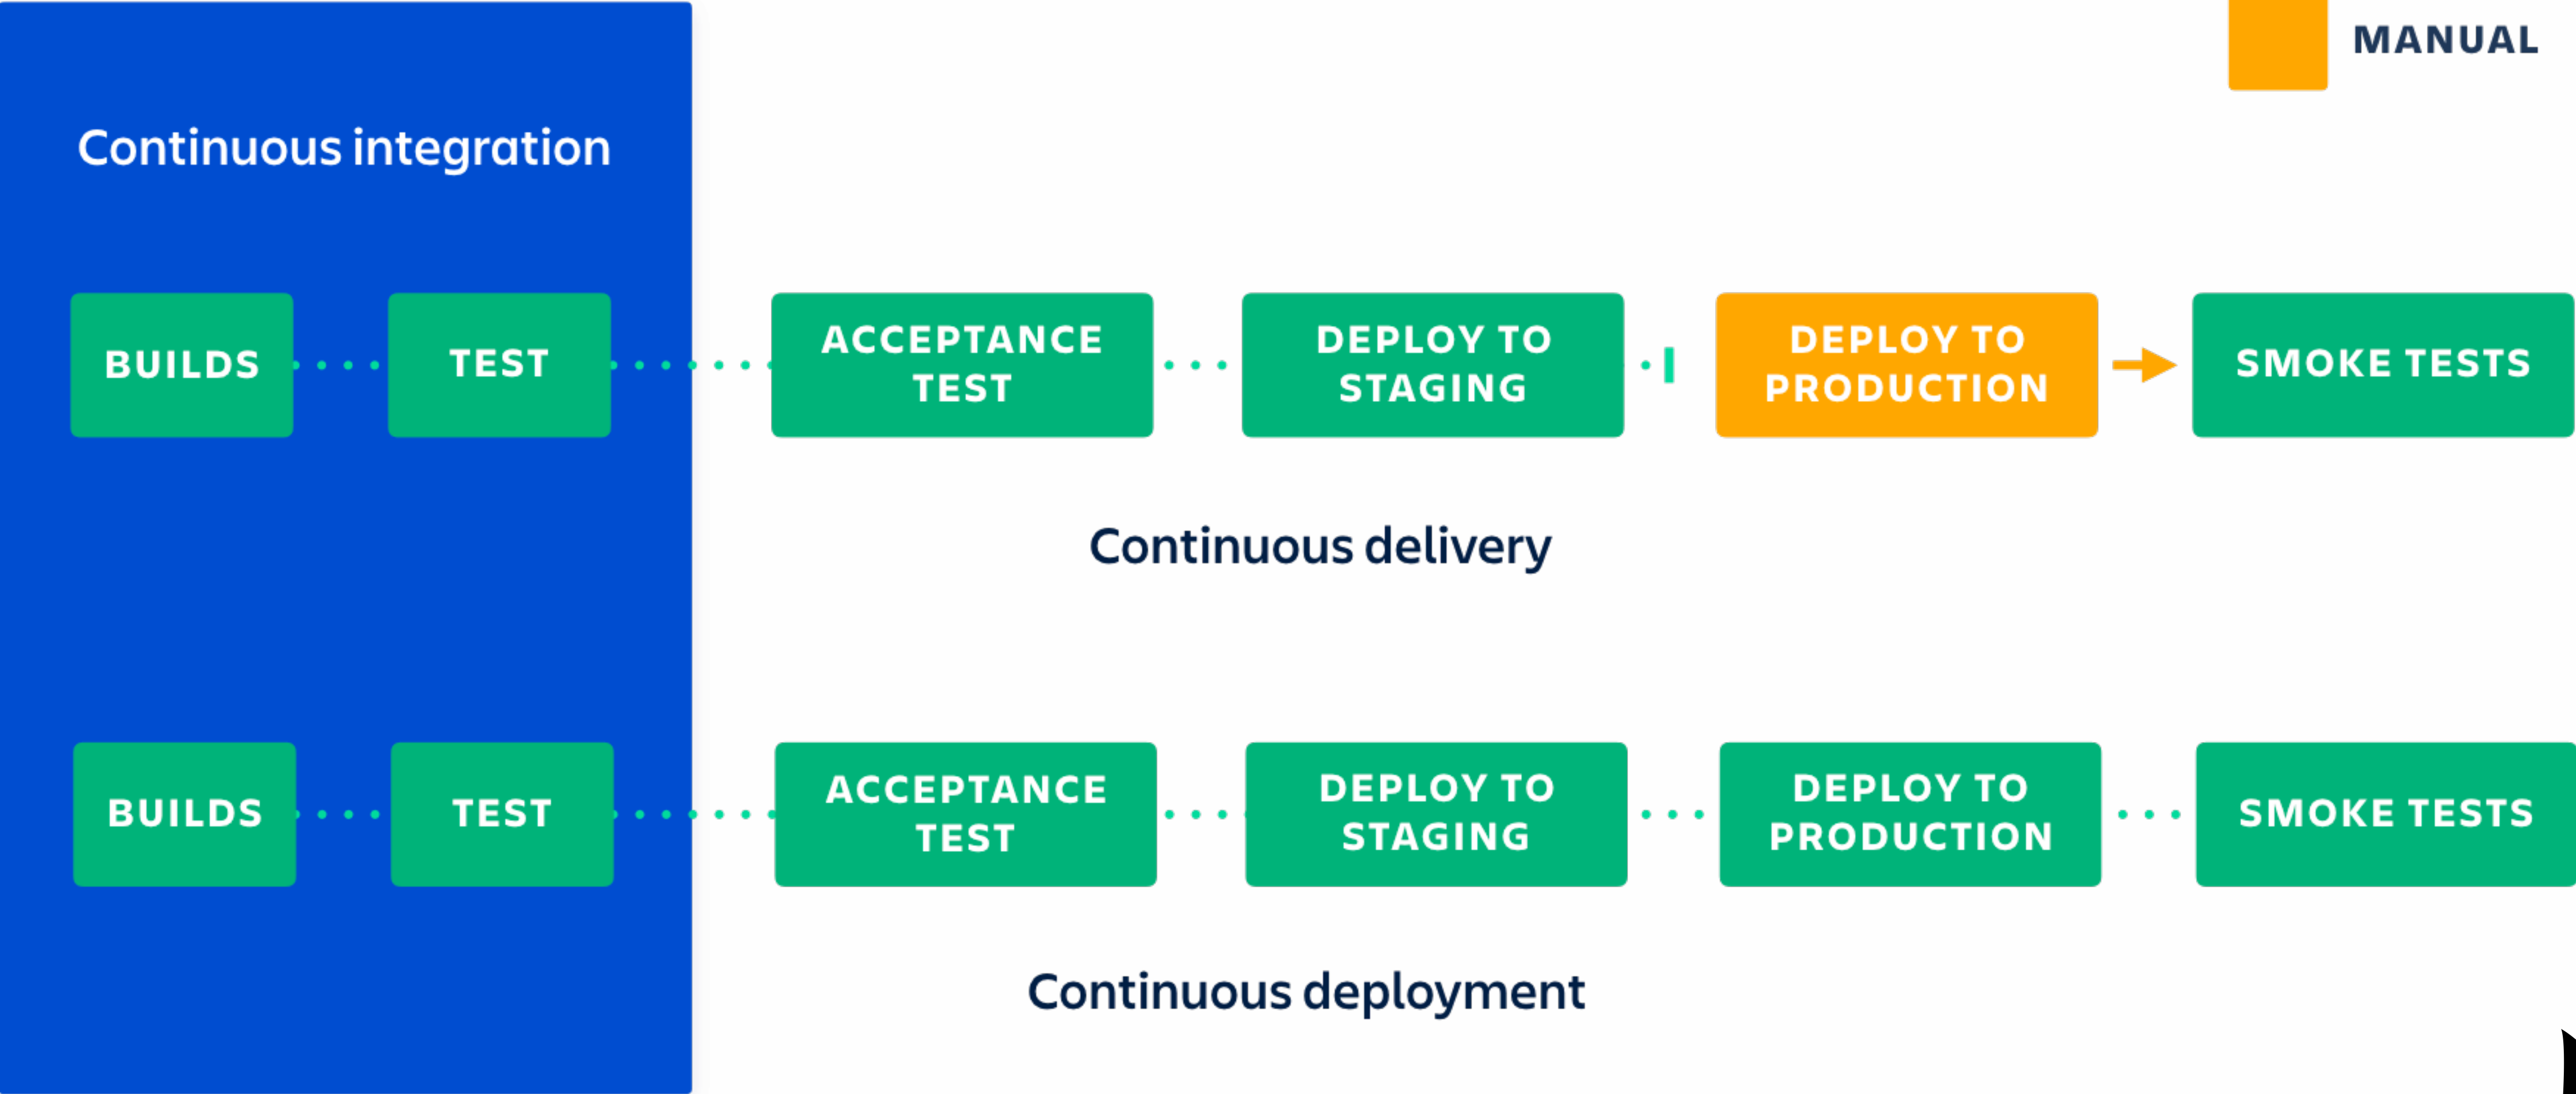 MANUAL
Continuous integration
BUILDS
TEST
ACCEPTANCE
TEST
DEPLOY TO
STAGING
DEPLOY TO
PRODUCTION
SMOKE TESTS
Continuous delivery
BUILDS
TEST
ACCEPTANCE
TEST
DEPLOY TO
STAGING
DEPLOY TO
PRODUCTION
SMOKE TESTS
Continuous deployment